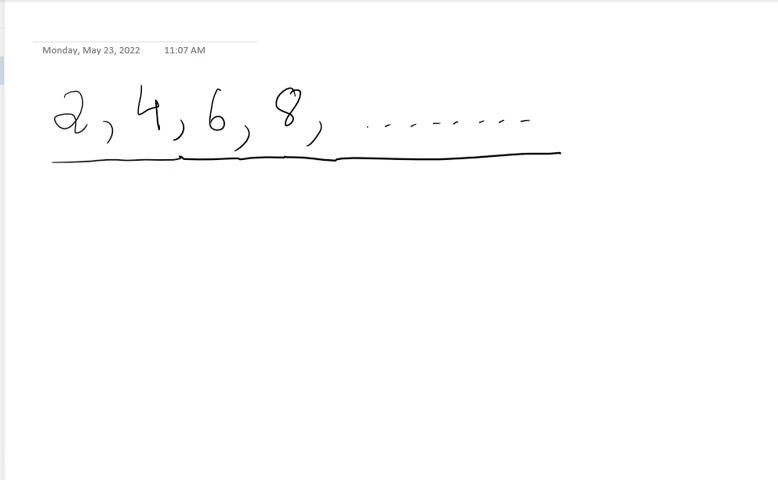 Monday, May 23, 2022 11:07 AM
2, 4, 6, 8, .........